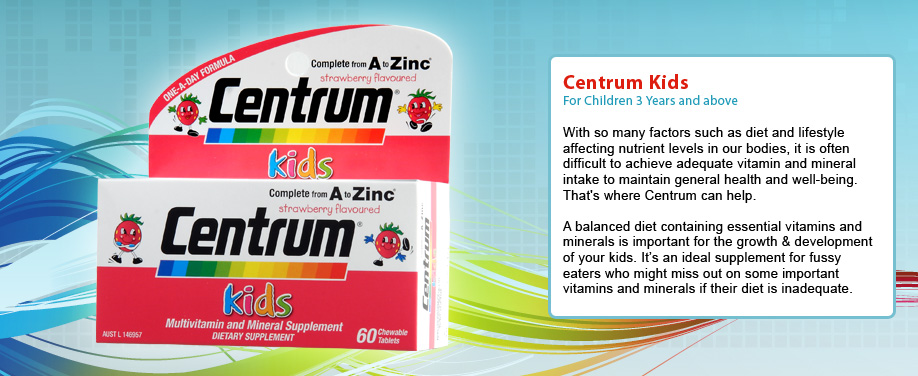 ONE-A-DAY FORMULA
Complete from A to Zinc®
strawberry flavoured
Centrum®
kids
Complete from A to Zinc®
strawberry flavoured
Centrum®
kids
Multivitamin and Mineral Supplement
DIETARY SUPPLEMENT
AUST L 146957
60 Chewable
Tablets
Centrum
Centrum Kids
For Children 3 Years and above
With so many factors such as diet and lifestyle
affecting nutrient levels in our bodies, it is often
difficult to achieve adequate vitamin and mineral
intake to maintain general health and well-being.
That's where Centrum can help.
A balanced diet containing essential vitamins and
minerals is important for the growth & development
of your kids. It's an ideal supplement for fussy
eaters who might miss out on some important
vitamins and minerals if their diet is inadequate.